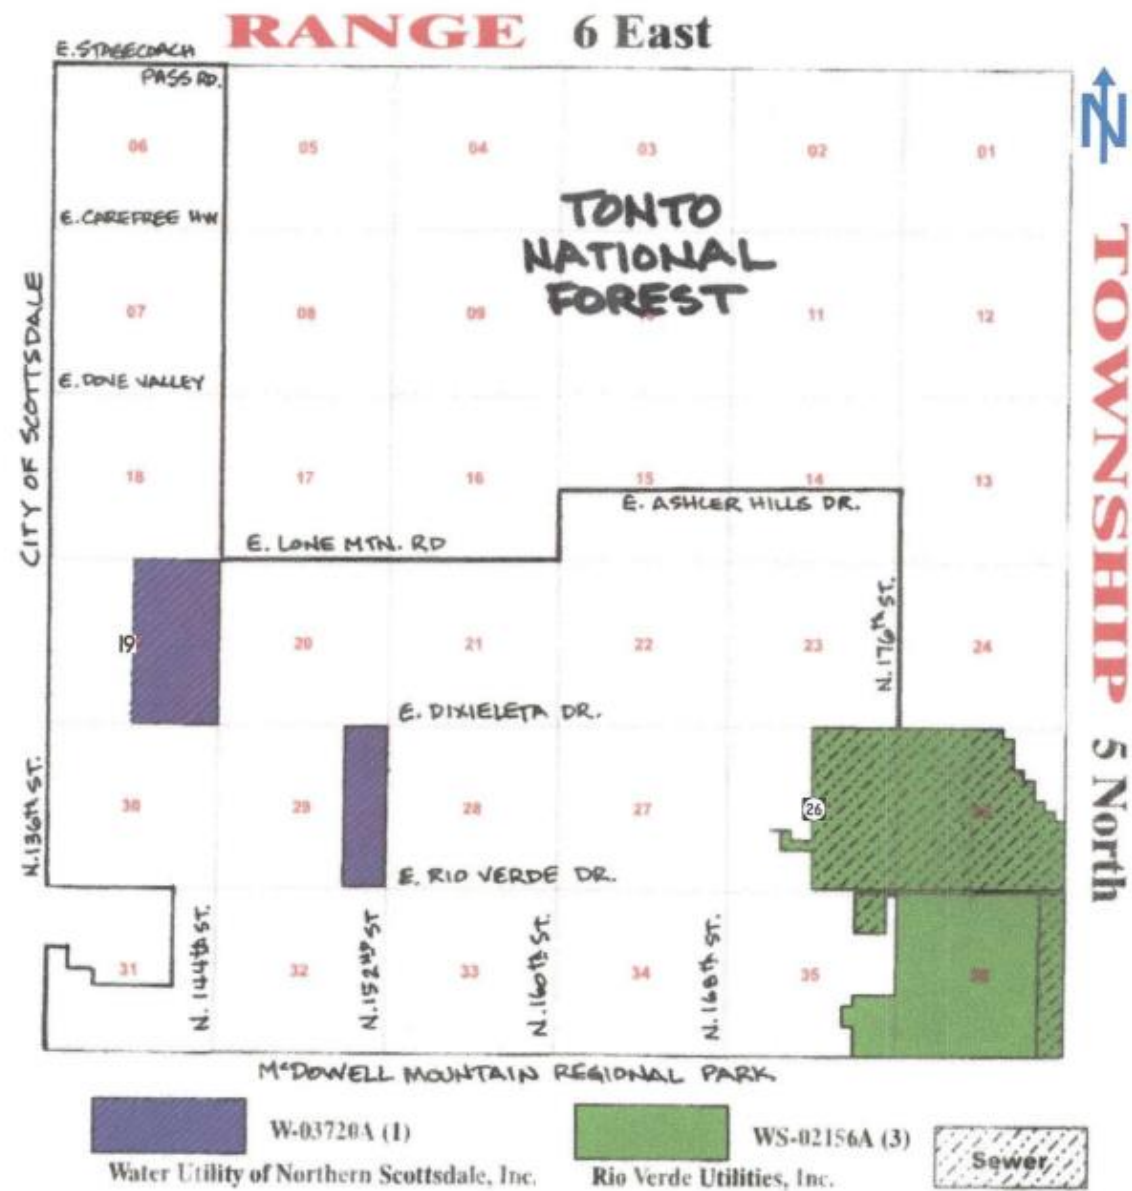 RANGE 6 East
E. STAGECOACH
PASS RD.
N
06 05 04 03 02 01
TONTO
NATIONAL
FOREST
E. CAREFREE HW
07 08 09 11 12
E. DOVE VALLEY
CITY OF SCOTTSDALE
TOWNSHIP 5 North
18 17 16 15 14 13
E. ASHLER HILLS DR.
E. LONE MTN. RD
N. 176th ST.
19 20 21 22 23 24
E. DIXIELETA DR.
N. 136th ST.
30 29 28 27 26
E. RIO VERDE DR.
N. 144th ST.
N. 152ND ST
N. 160th ST.
N. 168th ST.
31 32 33 34 35
McDOWELL MOUNTAIN REGIONAL PARK
W-03720A (1)
Water Utility of Northern Scottsdale, Inc.
WS-02156A (3)
Rio Verde Utilities, Inc.
Sewer